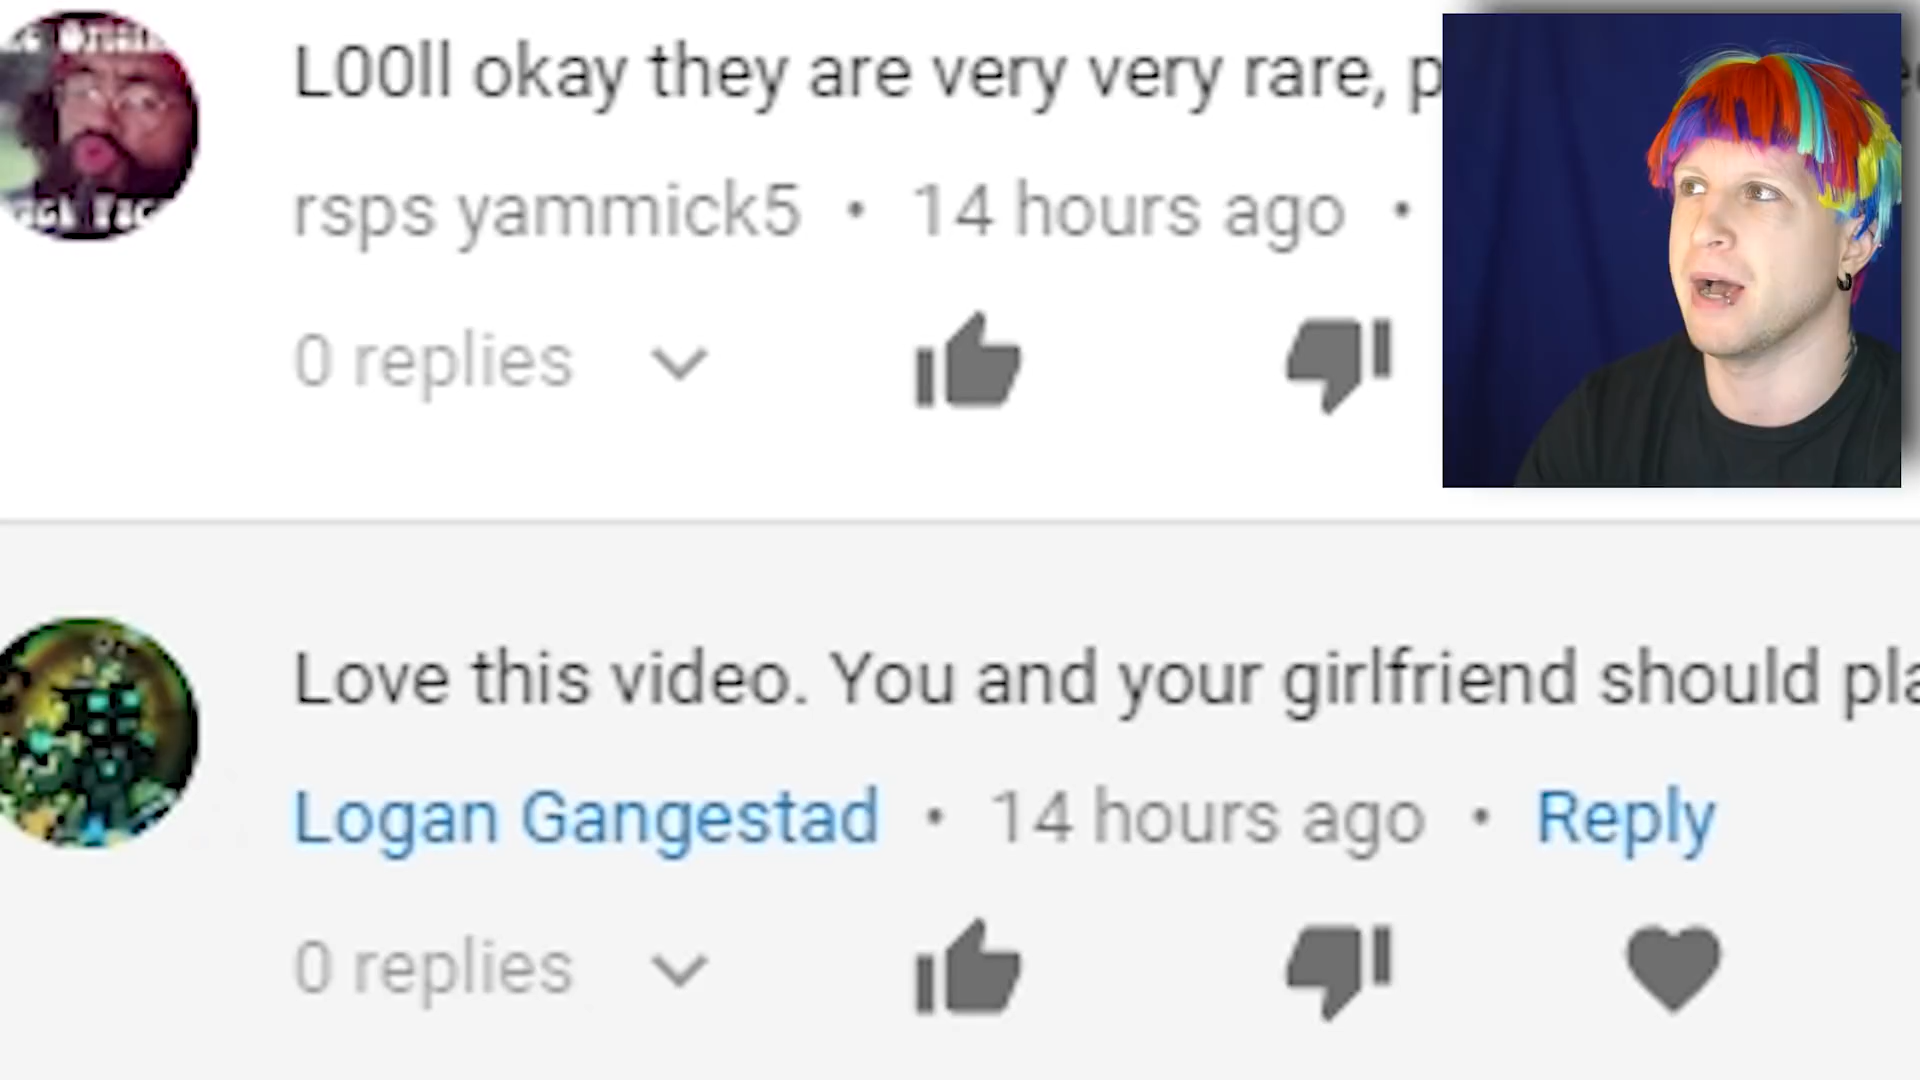 L00ll okay they are very very rare, p
rsps yammick5 • 14 hours ago •
0 replies
Love this video. You and your girlfriend should pla
Logan Gangestad • 14 hours ago • Reply
0 replies